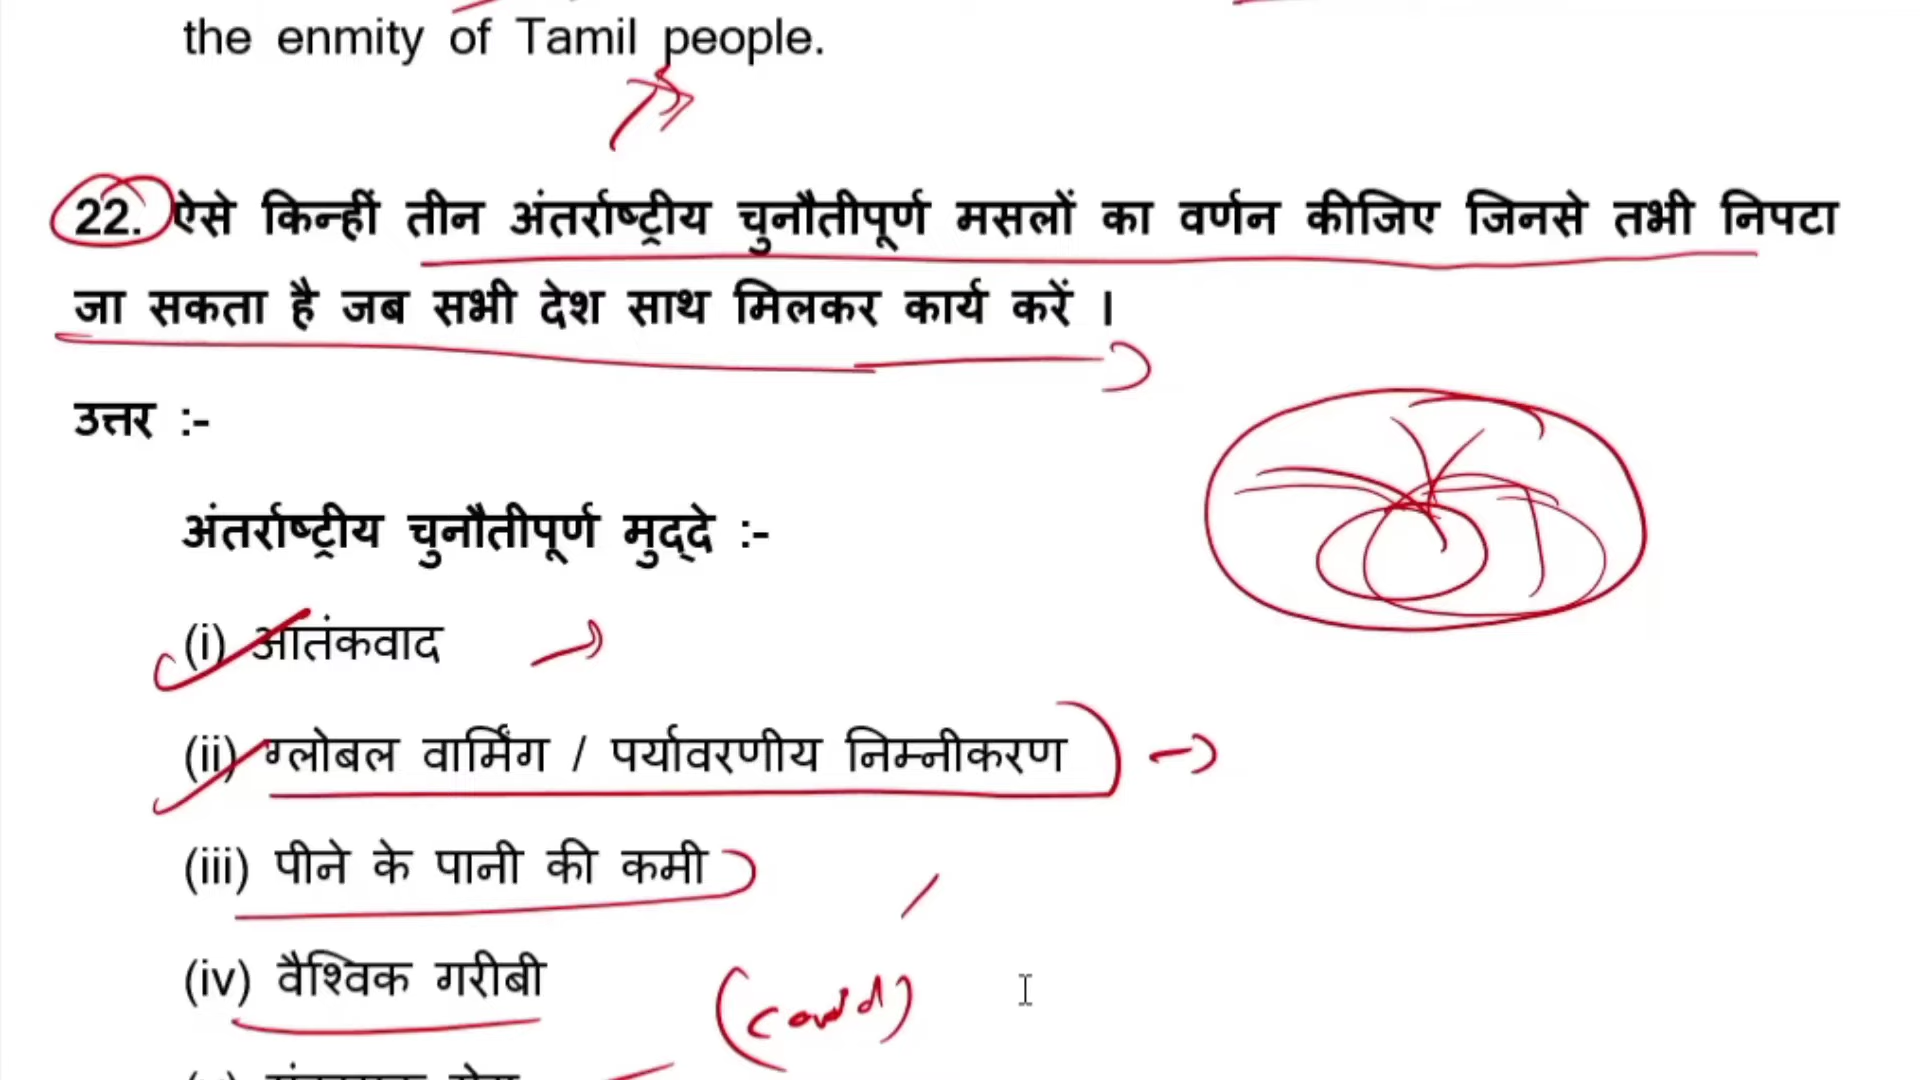 the enmity of Tamil people.
22. ऐसे किन्हीं तीन अंतर्राष्ट्रीय चुनौतीपूर्ण मसलों का वर्णन कीजिए जिनसे तभी निपटा
जा सकता है जब सभी देश साथ मिलकर कार्य करें ।
उत्तर :-
अंतर्राष्ट्रीय चुनौतीपूर्ण मुद्दे :-
(i) आतंकवाद
(ii) ग्लोबल वार्मिंग / पर्यावरणीय निम्नीकरण
(iii) पीने के पानी की कमी
(iv) वैश्विक गरीबी
(covid)